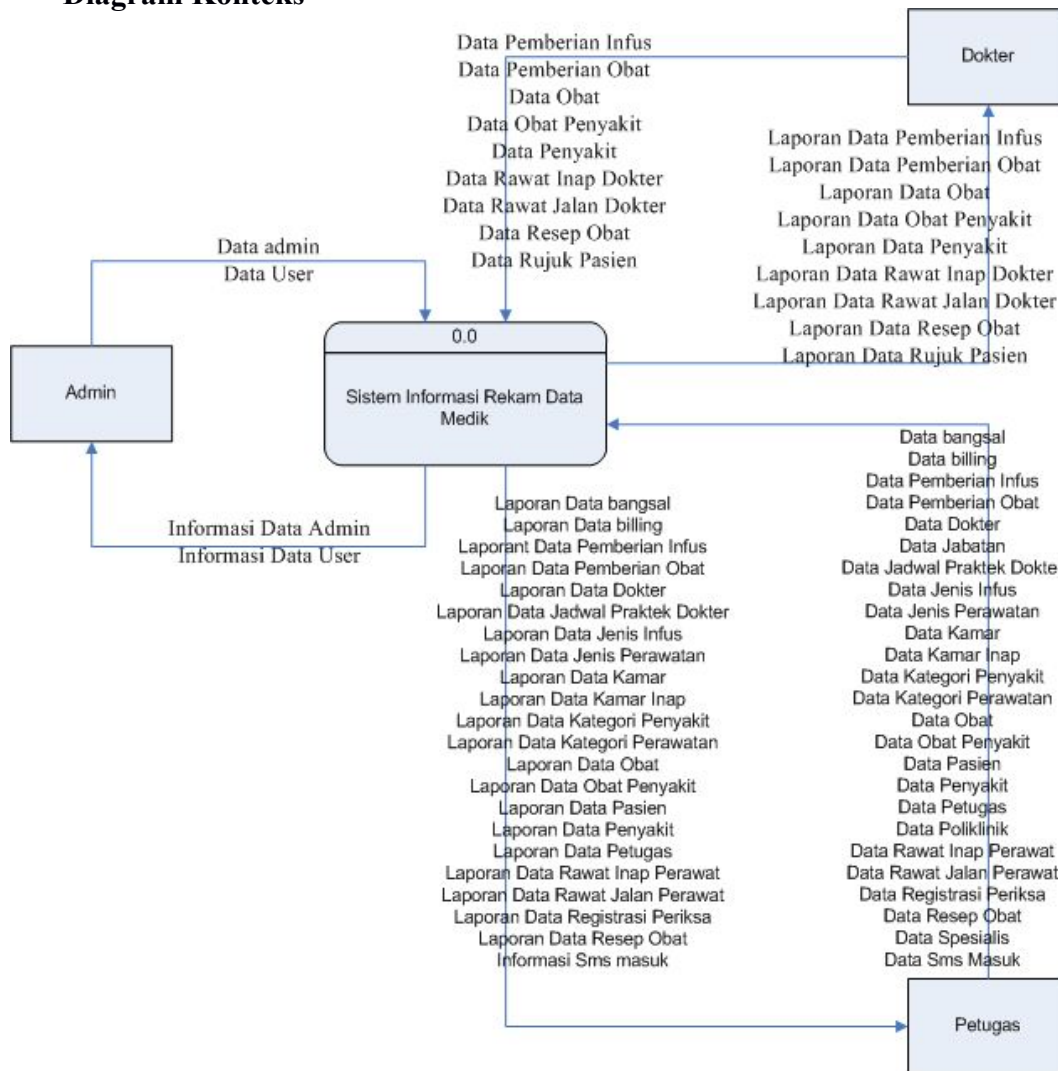 Diagram Konteks
Data Pemberian Infus
Data Pemberian Obat
Data Obat
Data Obat Penyakit
Data Penyakit
Data Rawat Inap Dokter
Data Rawat Jalan Dokter
Data Resep Obat
Data Rujuk Pasien
Dokter
Laporan Data Pemberian Infus
Laporan Data Pemberian Obat
Laporan Data Obat
Laporan Data Obat Penyakit
Laporan Data Penyakit
Laporan Data Rawat Inap Dokter
Laporan Data Rawat Jalan Dokter
Laporan Data Resep Obat
Laporan Data Rujuk Pasien
Data admin
Data User
0.0
Sistem Informasi Rekam Data
Medik
Admin
Informasi Data Admin
Informasi Data User
Laporan Data bangsal
Laporan Data billing
Laporant Data Pemberian Infus
Laporan Data Pemberian Obat
Laporan Data Dokter
Laporan Data Jadwal Praktek Dokter
Laporan Data Jenis Infus
Laporan Data Jenis Perawatan
Laporan Data Kamar
Laporan Data Kamar Inap
Laporan Data Kategori Penyakit
Laporan Data Kategori Perawatan
Laporan Data Obat
Laporan Data Obat Penyakit
Laporan Data Pasien
Laporan Data Penyakit
Laporan Data Petugas
Laporan Data Rawat Inap Perawat
Laporan Data Rawat Jalan Perawat
Laporan Data Registrasi Periksa
Laporan Data Resep Obat
Informasi Sms masuk
Data bangsal
Data billing
Data Pemberian Infus
Data Pemberian Obat
Data Dokter
Data Jabatan
Data Jadwal Praktek Dokte
Data Jenis Infus
Data Jenis Perawatan
Data Kamar
Data Kamar Inap
Data Kategori Penyakit
Data Kategori Perawatan
Data Obat
Data Obat Penyakit
Data Pasien
Data Penyakit
Data Petugas
Data Poliklinik
Data Rawat Inap Perawat
Data Rawat Jalan Perawat
Data Registrasi Periksa
Data Resep Obat
Data Spesialis
Data Sms Masuk
Petugas